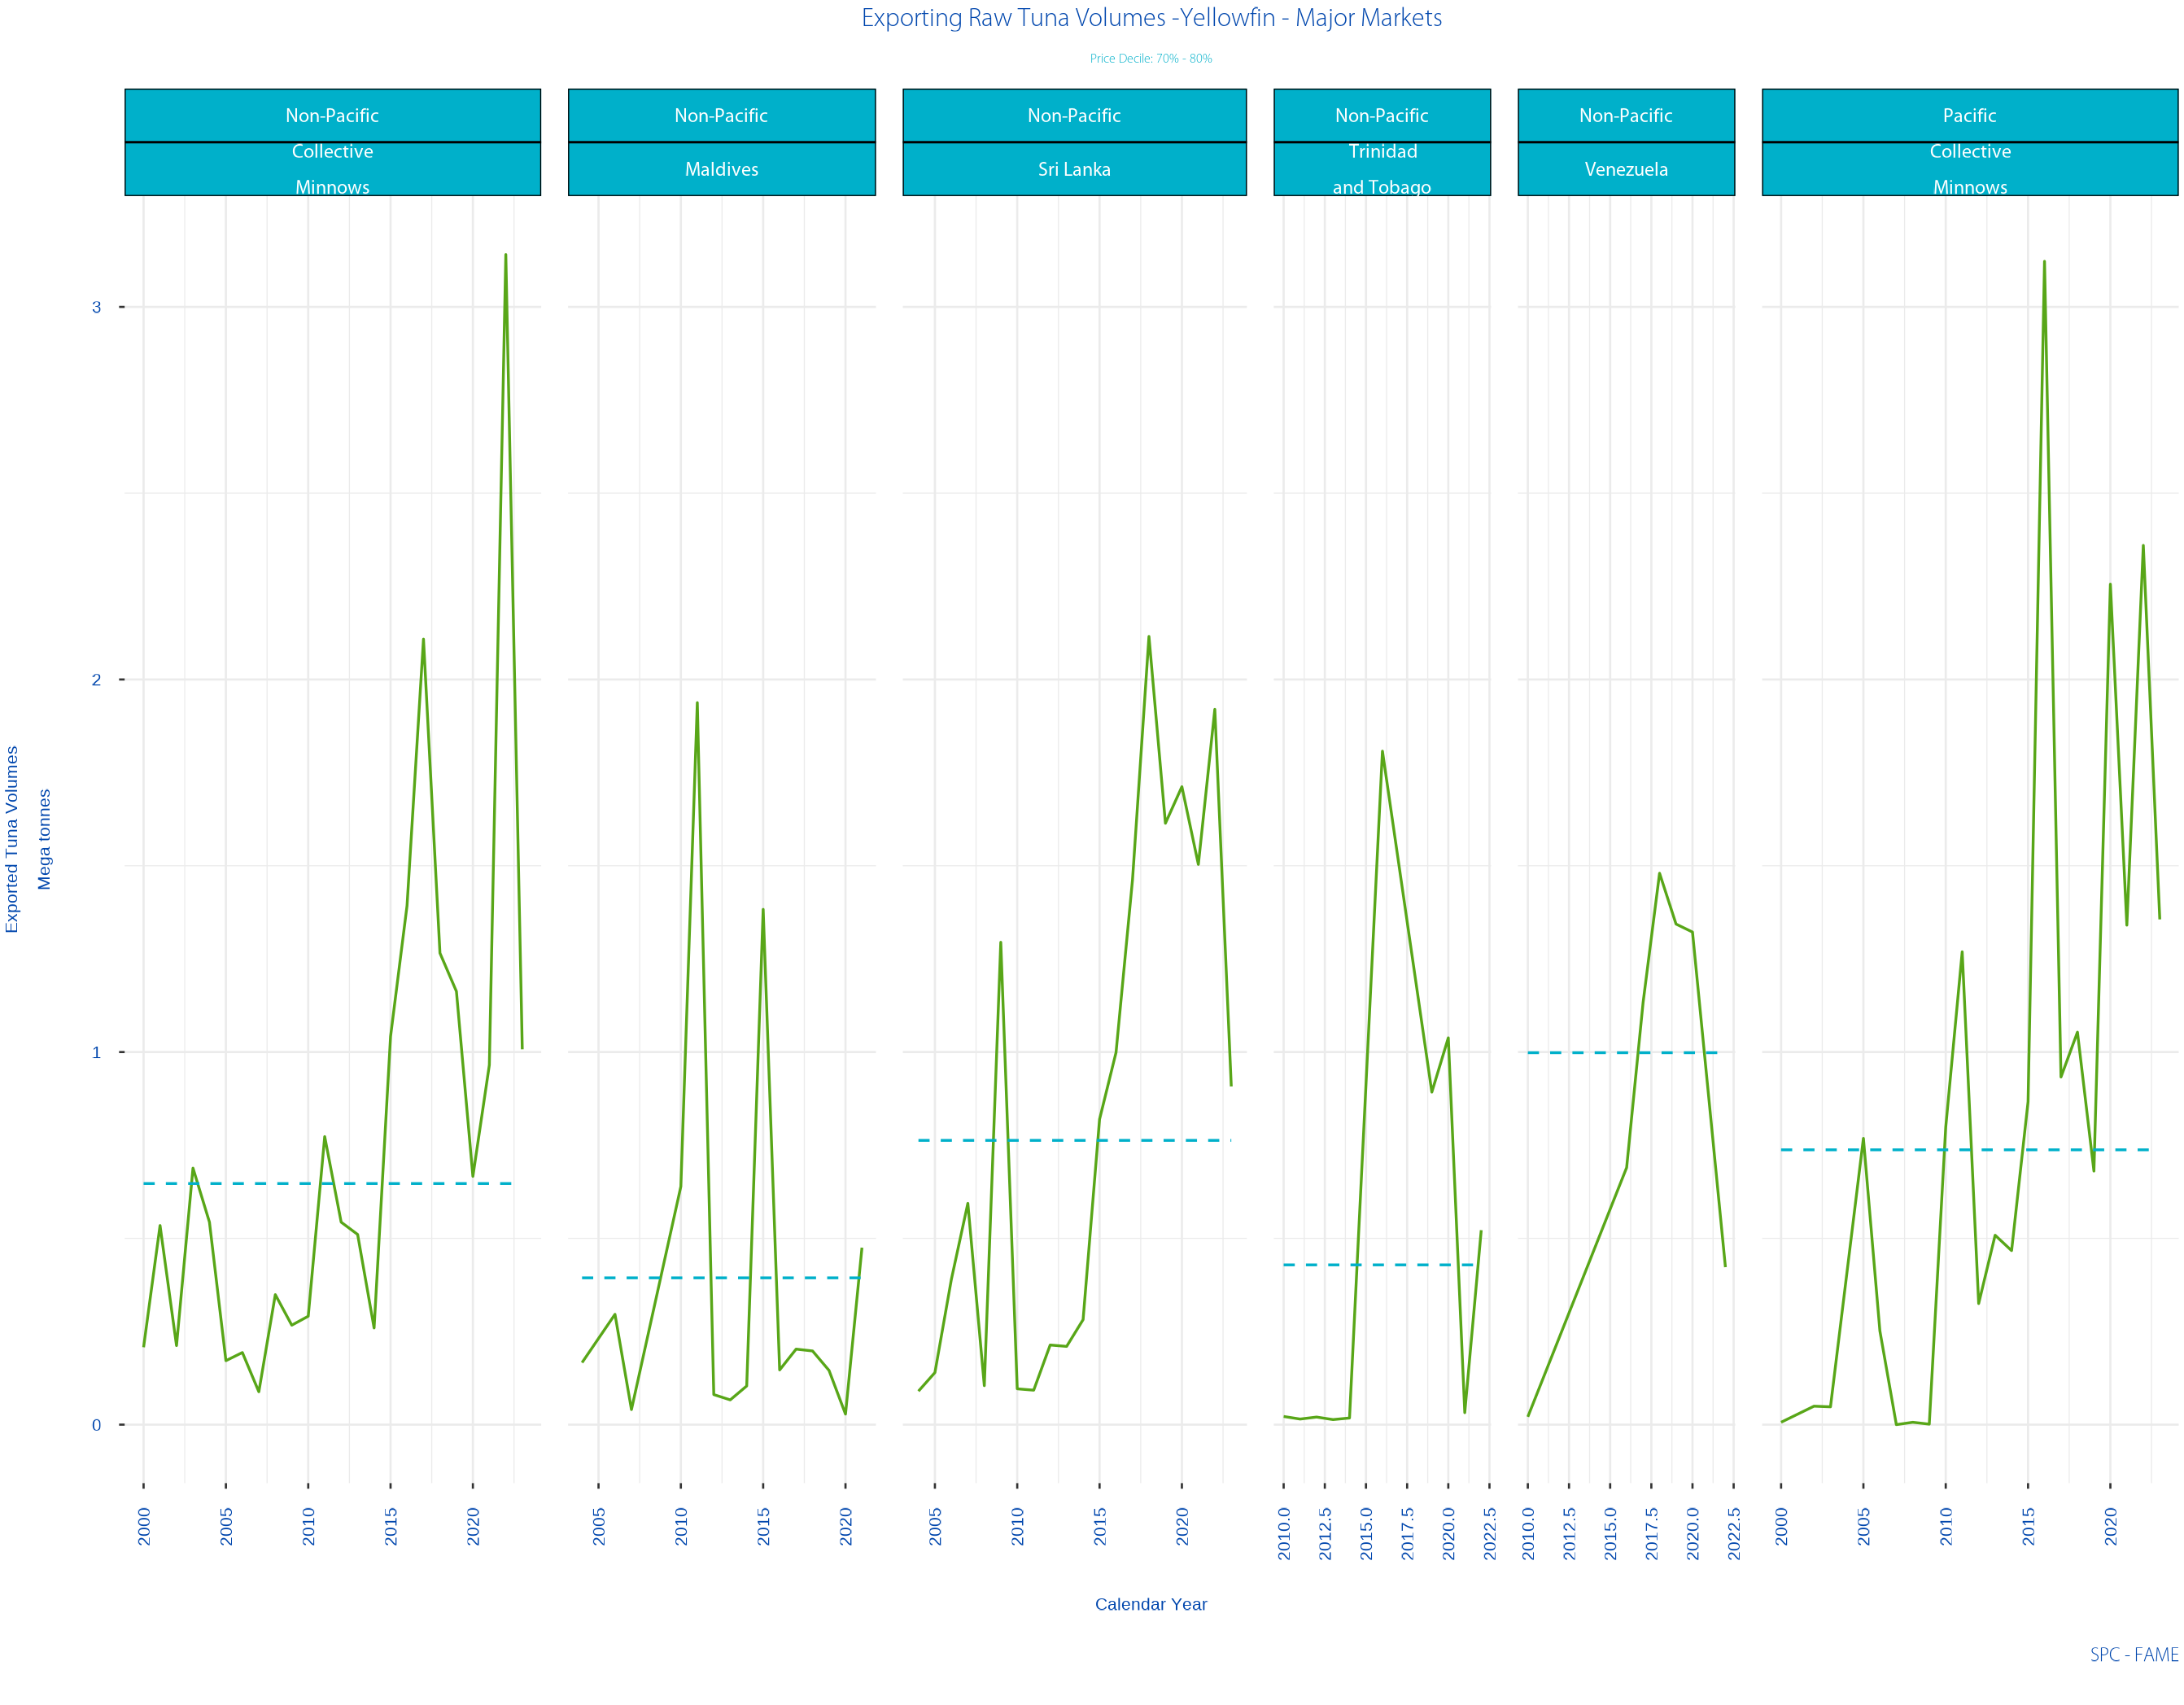 Exporting Raw Tuna Volumes -Yellowfin - Major Markets
Price Decile: 70% - 80%
Non-Pacific
Non-Pacific
Non-Pacific
Non-Pacific
Non-Pacific
Pacific
Collective
Minnows
Maldives
Sri Lanka
Trinidad
and Tobago
Venezuela
Collective
Minnows
Exported Tuna Volumes
Mega tonnes
3
2
1
0
2000 2005 2010 2015 2020
2005 2010 2015 2020
2005 2010 2015 2020
2010.0 2012.5 2015.0 2017.5 2020.0 2022.5
2010.0 2012.5 2015.0 2017.5 2020.0 2022.5
2000 2005 2010 2015 2020
Calendar Year
SPC - FAME